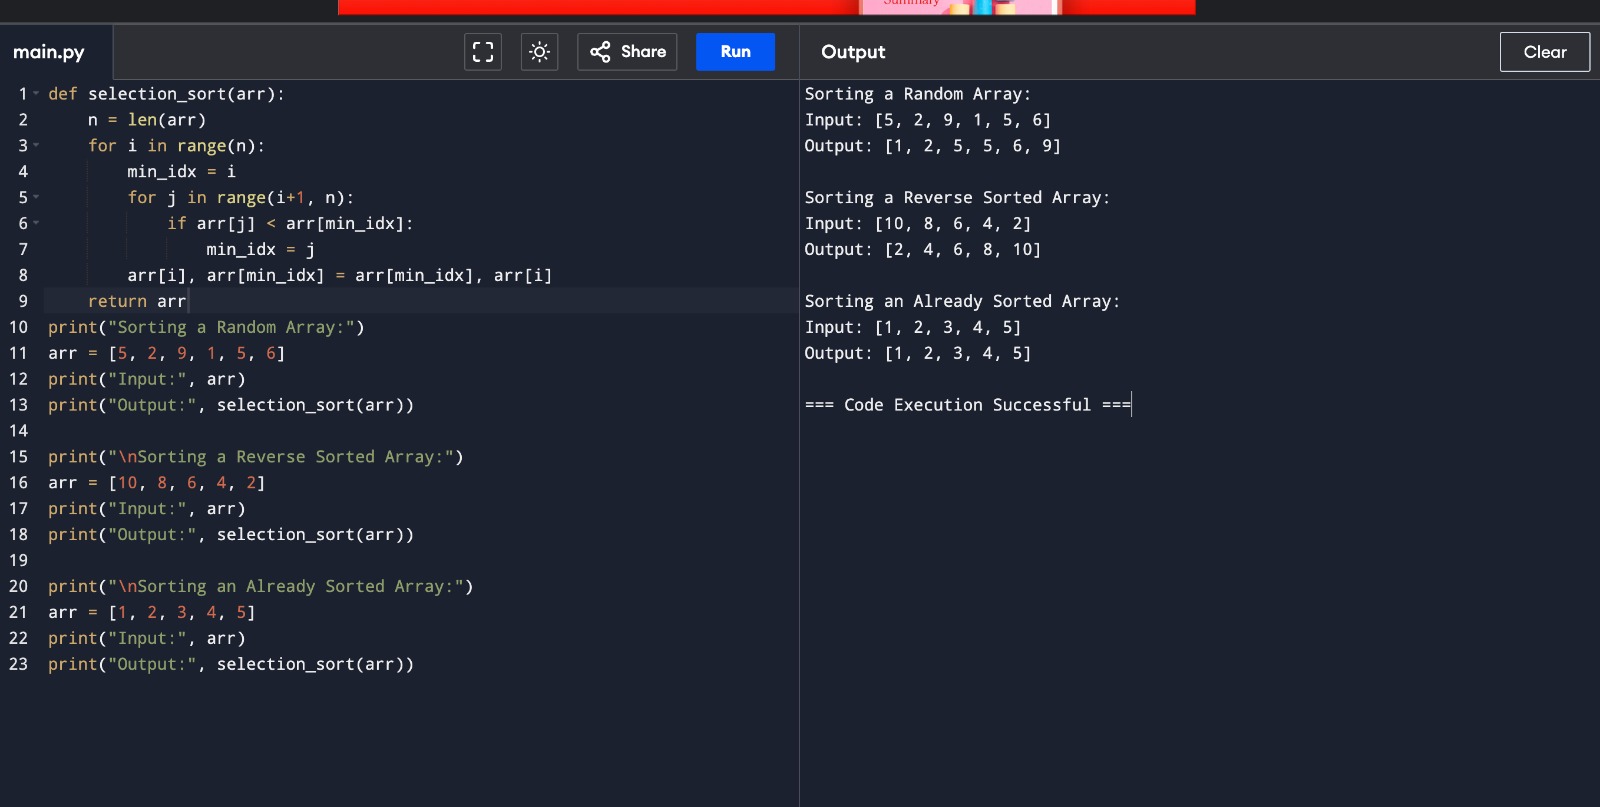 Summary
main.py
Share
Run
Output
Clear
1 def selection_sort(arr):
2     n = len(arr)
3     for i in range(n):
4         min_idx = i
5         for j in range(i+1, n):
6             if arr[j] < arr[min_idx]:
7                 min_idx = j
8         arr[i], arr[min_idx] = arr[min_idx], arr[i]
9     return arr
10 print("Sorting a Random Array:")
11 arr = [5, 2, 9, 1, 5, 6]
12 print("Input:", arr)
13 print("Output:", selection_sort(arr))
14
15 print("\nSorting a Reverse Sorted Array:")
16 arr = [10, 8, 6, 4, 2]
17 print("Input:", arr)
18 print("Output:", selection_sort(arr))
19
20 print("\nSorting an Already Sorted Array:")
21 arr = [1, 2, 3, 4, 5]
22 print("Input:", arr)
23 print("Output:", selection_sort(arr))
Sorting a Random Array:
Input: [5, 2, 9, 1, 5, 6]
Output: [1, 2, 5, 5, 6, 9]
Sorting a Reverse Sorted Array:
Input: [10, 8, 6, 4, 2]
Output: [2, 4, 6, 8, 10]
Sorting an Already Sorted Array:
Input: [1, 2, 3, 4, 5]
Output: [1, 2, 3, 4, 5]
=== Code Execution Successful ===